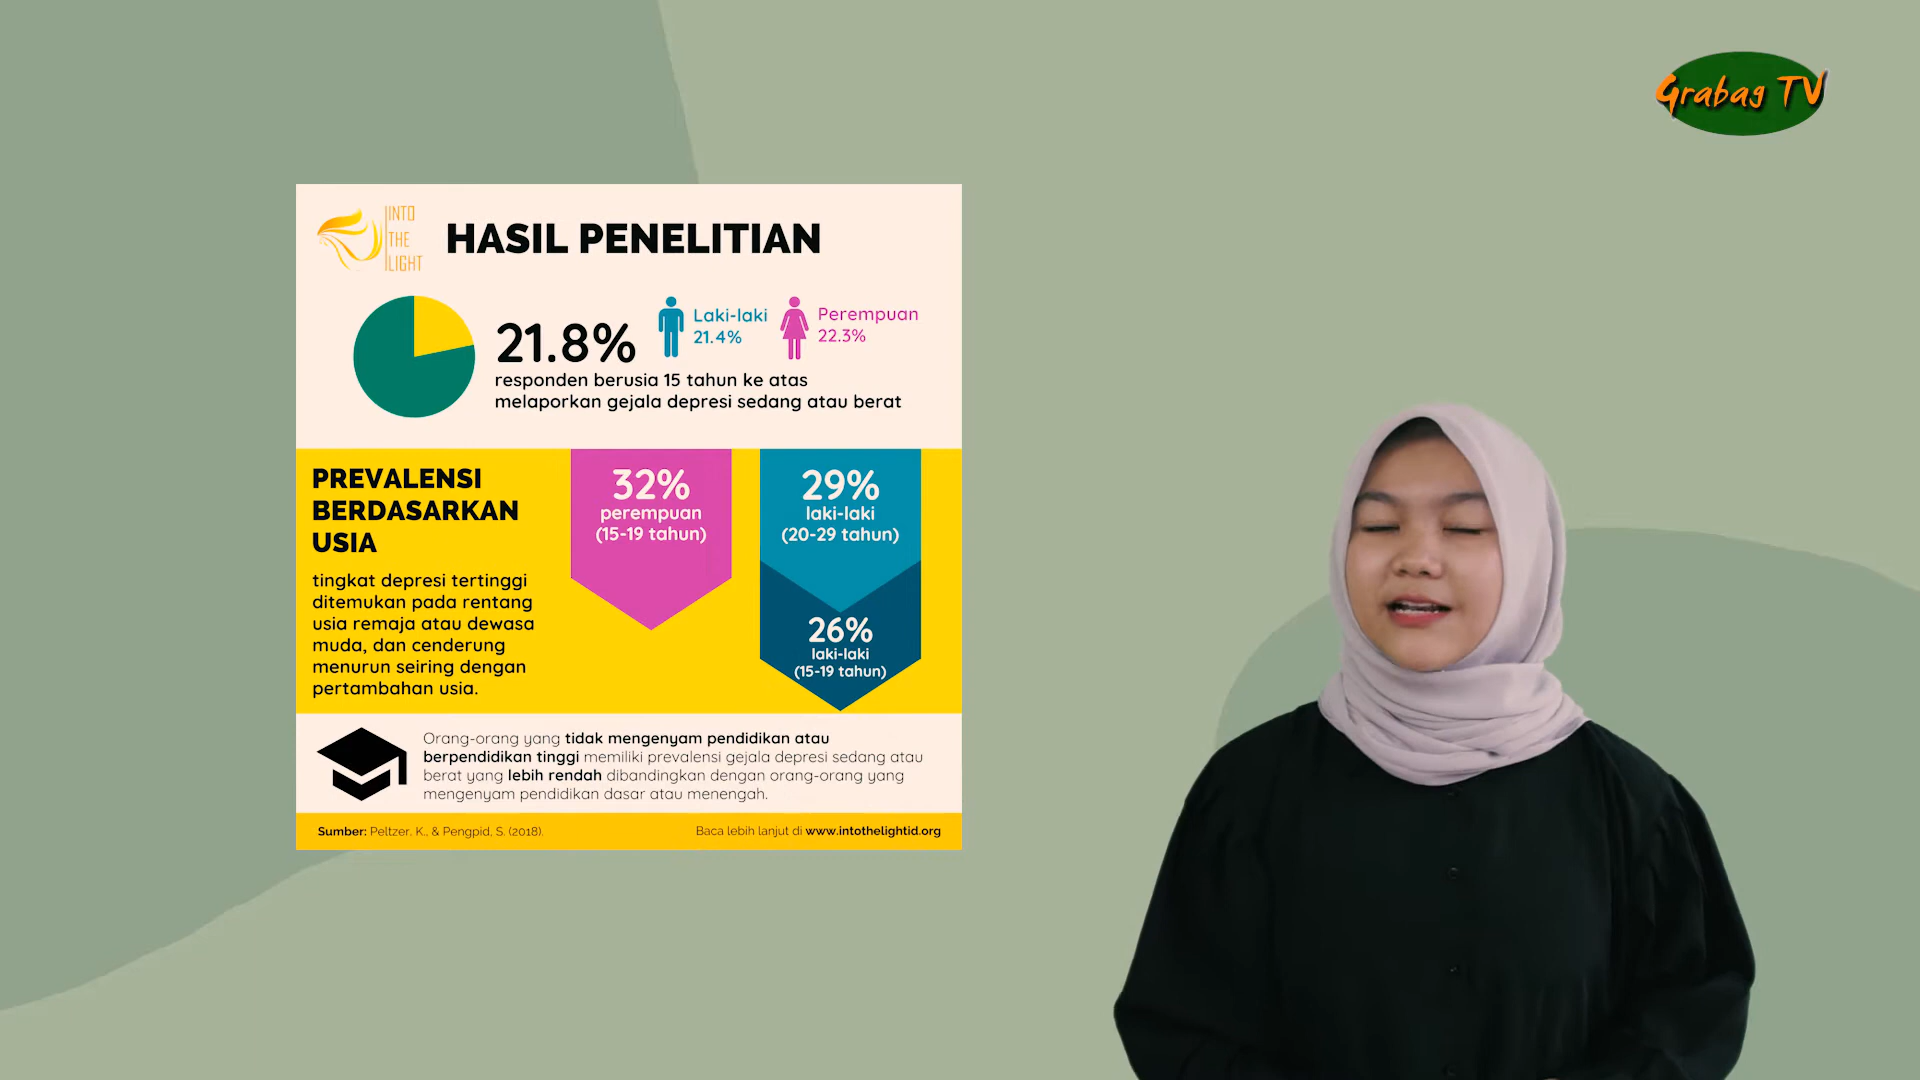 Grabag TV
INTO
THE
LIGHT
HASIL PENELITIAN
21.8%
Laki-laki
21.4%
Perempuan
22.3%
responden berusia 15 tahun ke atas
melaporkan gejala depresi sedang atau berat
PREVALENSI
BERDASARKAN
USIA
tingkat depresi tertinggi
ditemukan pada rentang
usia remaja atau dewasa
muda, dan cenderung
menurun seiring dengan
pertambahan usia.
32%
perempuan
(15-19 tahun)
29%
laki-laki
(20-29 tahun)
26%
laki-laki
(15-19 tahun)
Orang-orang yang tidak mengenyam pendidikan atau
berpendidikan tinggi memiliki prevalensi gejala depresi sedang atau
berat yang lebih rendah dibandingkan dengan orang-orang yang
mengenyam pendidikan dasar atau menengah.
Sumber: Peltzer, K., & Pengpid, S. (2018).
Baca lebih lanjut di www.intothelightid.org